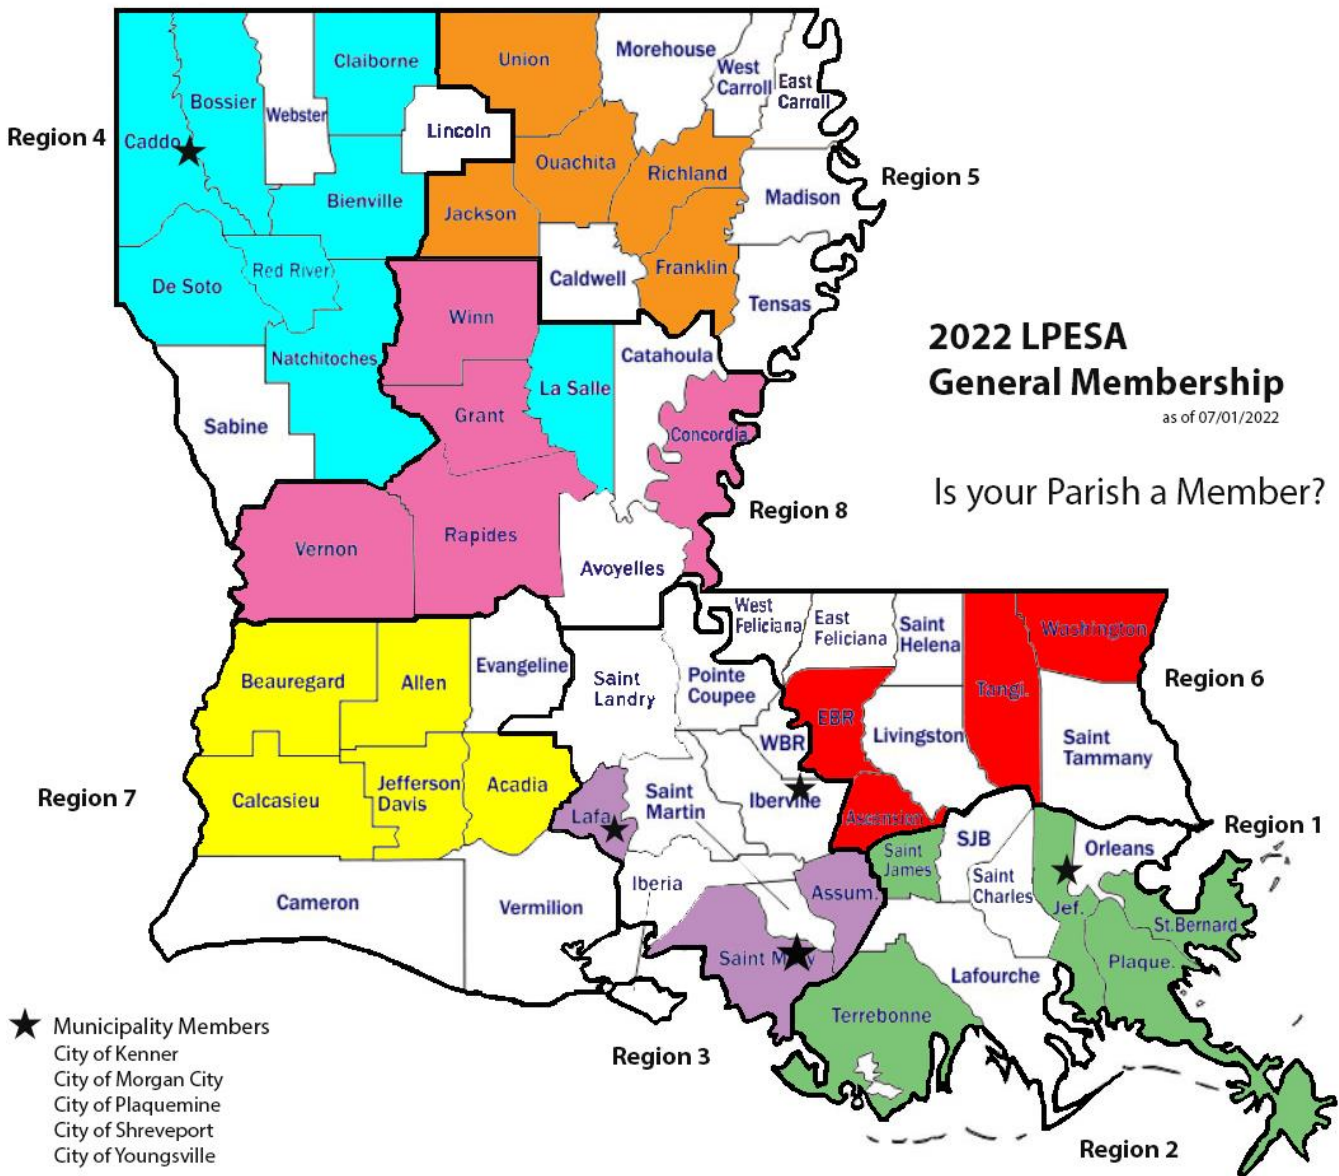 Union
Morehouse
West
Carroll
East
Carroll
Claiborne
Bossier
Webster
Lincoln
Region 4
Caddo
Ouachita
Richland
Region 5
Madison
Bienville
Jackson
Red River
De Soto
Caldwell
Franklin
Tensas
Winn
Natchitoches
Catahoula
La Salle
Grant
Sabine
Concordia
2022 LPESA
General Membership
as of 07/01/2022
Is your Parish a Member?
Region 8
Vernon
Rapides
Avoyelles
West
Feliciana
East
Feliciana
Saint
Helena
Washington
Region 6
Beauregard
Allen
Evangeline
Saint
Landry
Pointe
Coupee
EBR
Tangi.
WBR
Livingston
Saint
Tammany
Region 7
Calcasieu
Jefferson
Davis
Acadia
Lafa
Saint
Martin
Iberville
Ascension
Region 1
SJB
Orleans
Saint
James
Saint
Charles
Iberia
Assum.
Jef.
St.Bernard
Cameron
Vermilion
Saint M
Plaque.
Lafourche
Terrebonne
Region 3
Region 2
Municipality Members
City of Kenner
City of Morgan City
City of Plaquemine
City of Shreveport
City of Youngsville